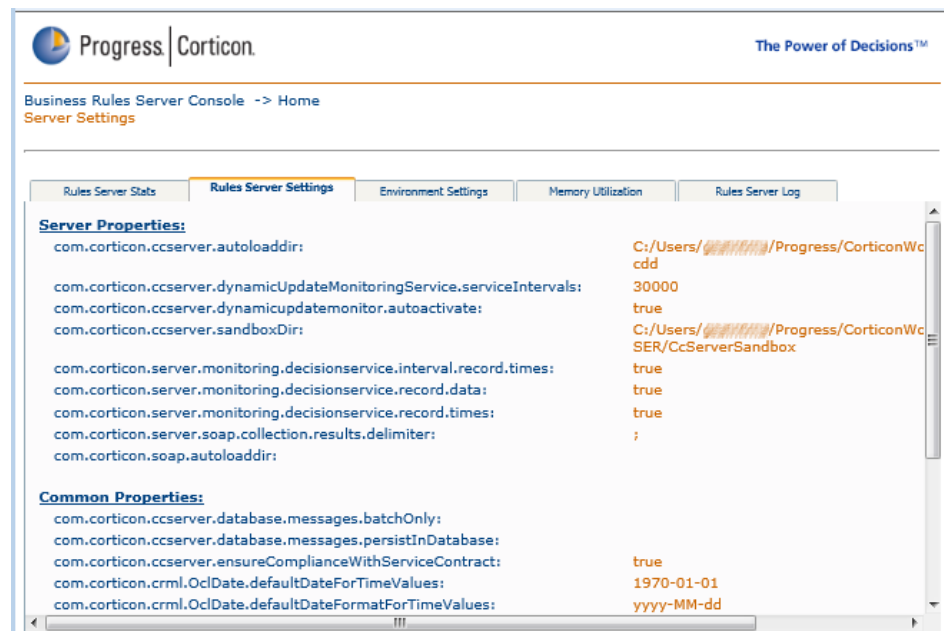 Progress | Corticon.
The Power of Decisions™
Business Rules Server Console -> Home
Server Settings
Rules Server Stats
Rules Server Settings
Environment Settings
Memory Utilization
Rules Server Log
Server Properties:
com.corticon.ccserver.autoloaddir: C:/Users/ /Progress/CorticonWo
cdd
com.corticon.ccserver.dynamicUpdateMonitoringService.serviceIntervals: 30000
com.corticon.ccserver.dynamicupdatemonitor.autoactivate: true
com.corticon.ccserver.sandboxDir: C:/Users/ /Progress/CorticonWo
SER/CcServerSandbox
com.corticon.server.monitoring.decisionservice.interval.record.times: true
com.corticon.server.monitoring.decisionservice.record.data: true
com.corticon.server.monitoring.decisionservice.record.times: true
com.corticon.server.soap.collection.results.delimiter: ;
com.corticon.soap.autoloaddir:
Common Properties:
com.corticon.ccserver.database.messages.batchOnly:
com.corticon.ccserver.database.messages.persistInDatabase:
com.corticon.ccserver.ensureComplianceWithServiceContract: true
com.corticon.crml.OclDate.defaultDateForTimeValues: 1970-01-01
com.corticon.crml.OclDate.defaultDateFormatForTimeValues: yyyy-MM-dd